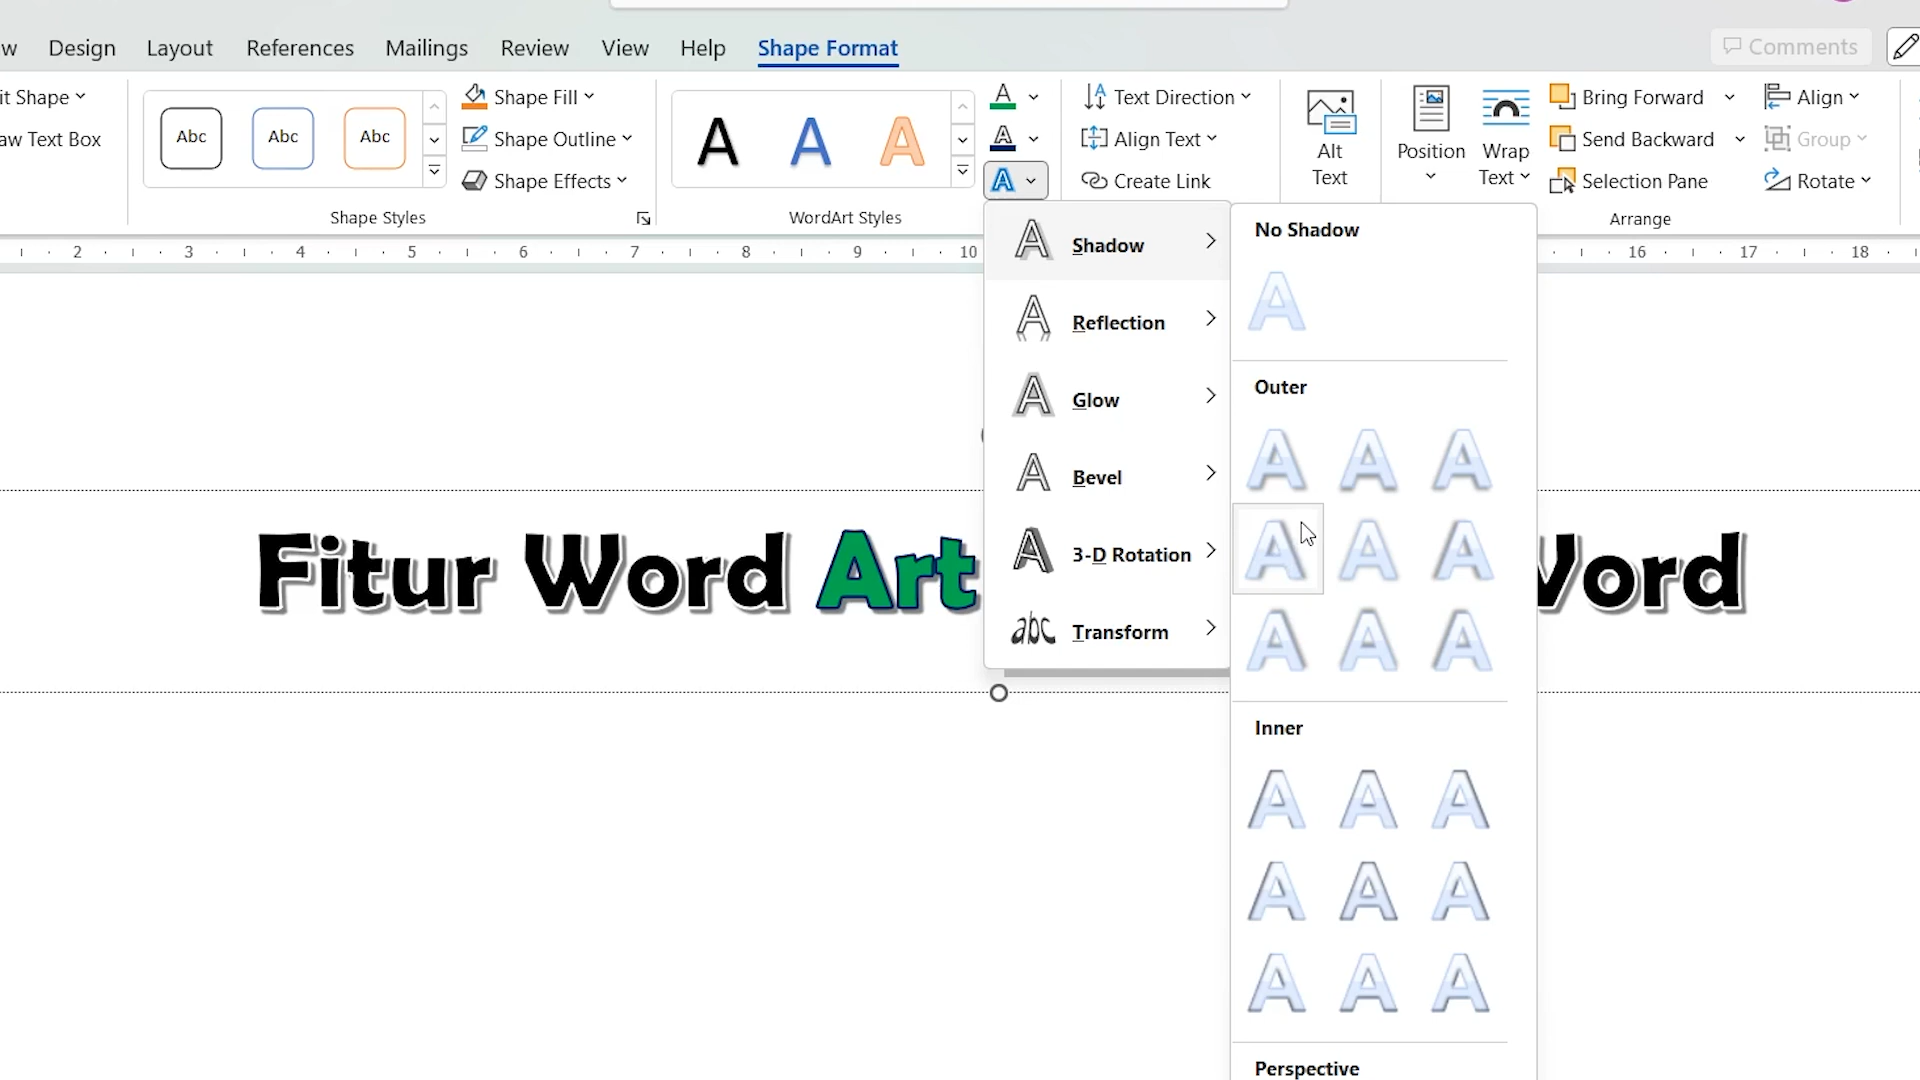 w Design Layout References Mailings Review View Help Shape Format Comments
it Shape
aw Text Box
Abc Abc Abc
Shape Fill
Shape Outline
Shape Effects
Shape Styles
A A A
WordArt Styles
A
A
A
Text Direction
Align Text
Create Link
Alt
Text
Position
Wrap
Text
Bring Forward
Send Backward
Selection Pane
Align
Group
Rotate
Arrange
2 3 4 5 6 7 8 9 10 16 17 18
A Shadow
A Reflection
A Glow
A Bevel
A 3-D Rotation
abc Transform
No Shadow
A
Outer
A A A
A A A
A A A
Inner
A A A
A A A
A A A
Perspective
Fitur Word Art Word